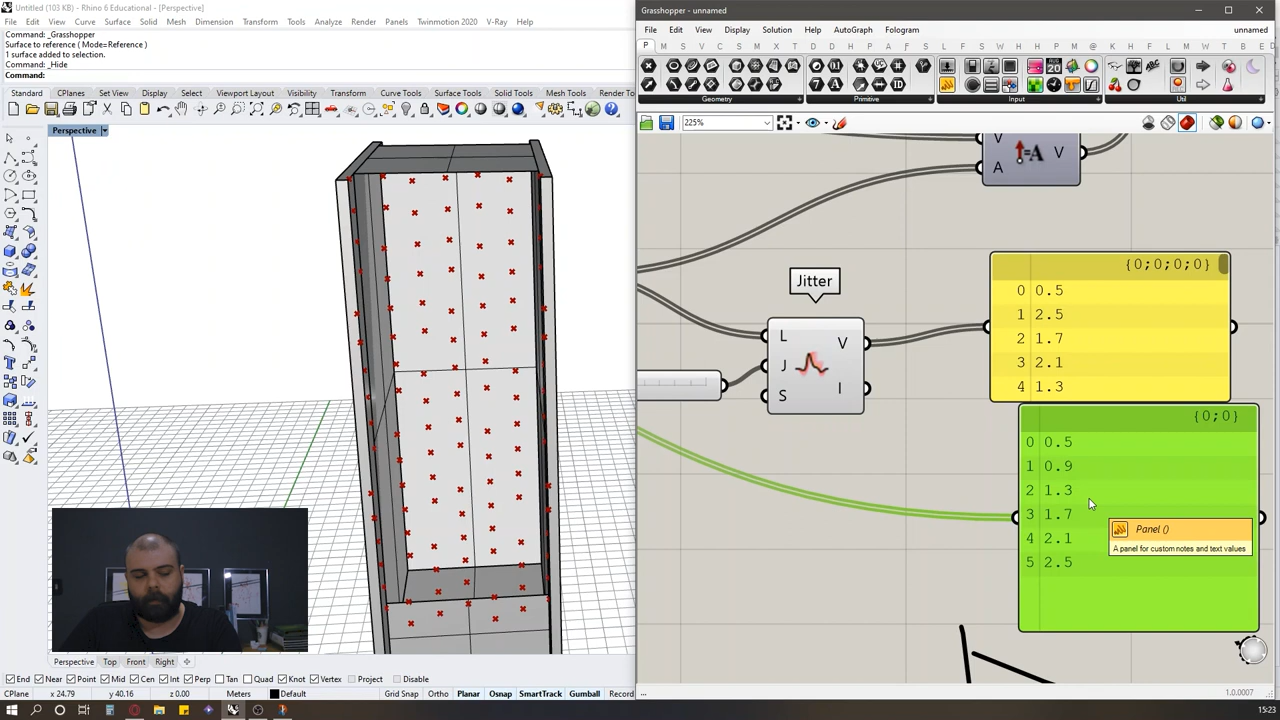 Untitled (103 KB) - Rhino 6 Educational - [Perspective]
File Edit View Curve Surface Solid Mesh Dimension Transform Tools Analyze Render Panels Twinmotion 2020 V-Ray Help
Command: _Grasshopper
Surface to reference ( Mode=Reference )
1 surface added to selection.
Command: _Hide
Command:
Standard CPlanes Set View Display Select Viewport Layout Visibility Transform Curve Tools Surface Tools Solid Tools Mesh Tools Render To
Perspective
Perspective Top Front Right
End Near Point Mid Cen Int Perp Tan Quad Knot Vertex Project Disable
CPlane x 24.79 y 40.16 z 0.00 Meters Default Grid Snap Ortho Planar Osnap SmartTrack Gumball Record
Grasshopper - unnamed
File Edit View Display Solution Help AutoGraph Fologram unnamed
Geometry Primitive Input Util
225%
V
A
V
Jitter
L
J
S
V
I
{0;0;0;0}
0 0.5
1 2.5
2 1.7
3 2.1
4 1.3
{0;0}
0 0.5
1 0.9
2 1.3
3 1.7
4 2.1
5 2.5
Panel ()
A panel for custom notes and text values
...
1.0.0007
15:23